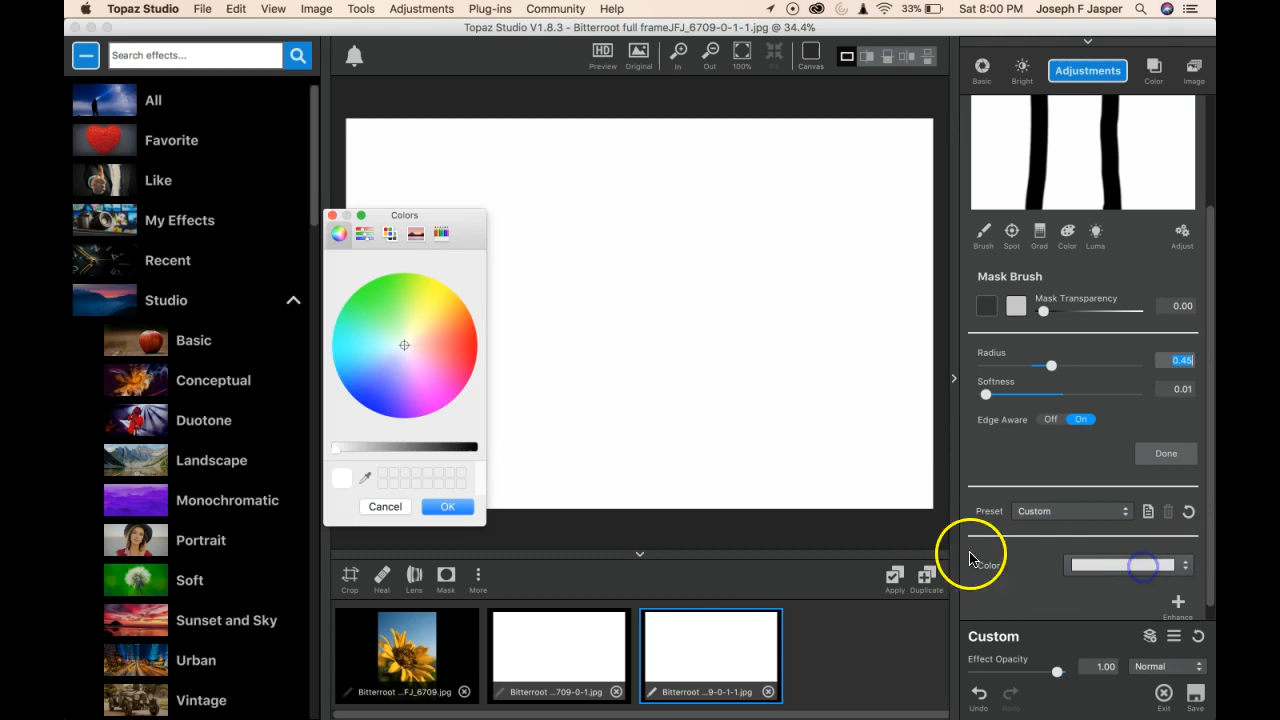 Topaz Studio File Edit View Image Tools Adjustments Plug-ins Community Help 33% Sat 8:00 PM Joseph F Jasper
Topaz Studio V1.8.3 - Bitterroot full frameJFJ_6709-0-1-1.jpg @ 34.4%
Search effects...
All
Favorite
Like
My Effects
Recent
Studio
Basic
Conceptual
Duotone
Landscape
Monochromatic
Portrait
Soft
Sunset and Sky
Urban
Vintage
HD
Preview Original In Out 100% Fit Canvas
Colors
Cancel OK
Crop Heal Lens Mask More Apply Duplicate
Bitterroot ...FJ_6709.jpg Bitterroot ...709-0-1.jpg Bitterroot ...9-0-1-1.jpg
Basic Bright Adjustments Color Image
Brush Spot Grad Color Luma Adjust
Mask Brush
Mask Transparency 0.00
Radius 0.45
Softness 0.01
Edge Aware Off On
Done
Preset Custom
Color
Enhance
Custom
Effect Opacity 1.00 Normal
Undo Redo Exit Save